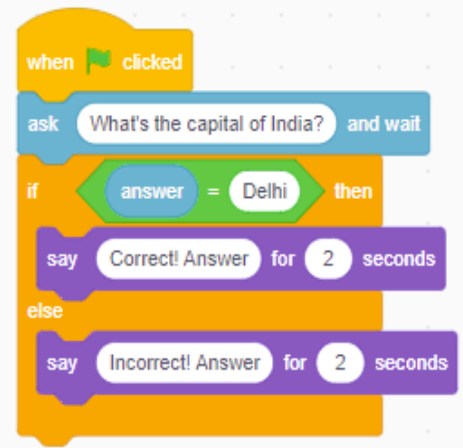 when clicked
ask What's the capital of India? and wait
if answer = Delhi then
say Correct! Answer for 2 seconds
else
say Incorrect! Answer for 2 seconds